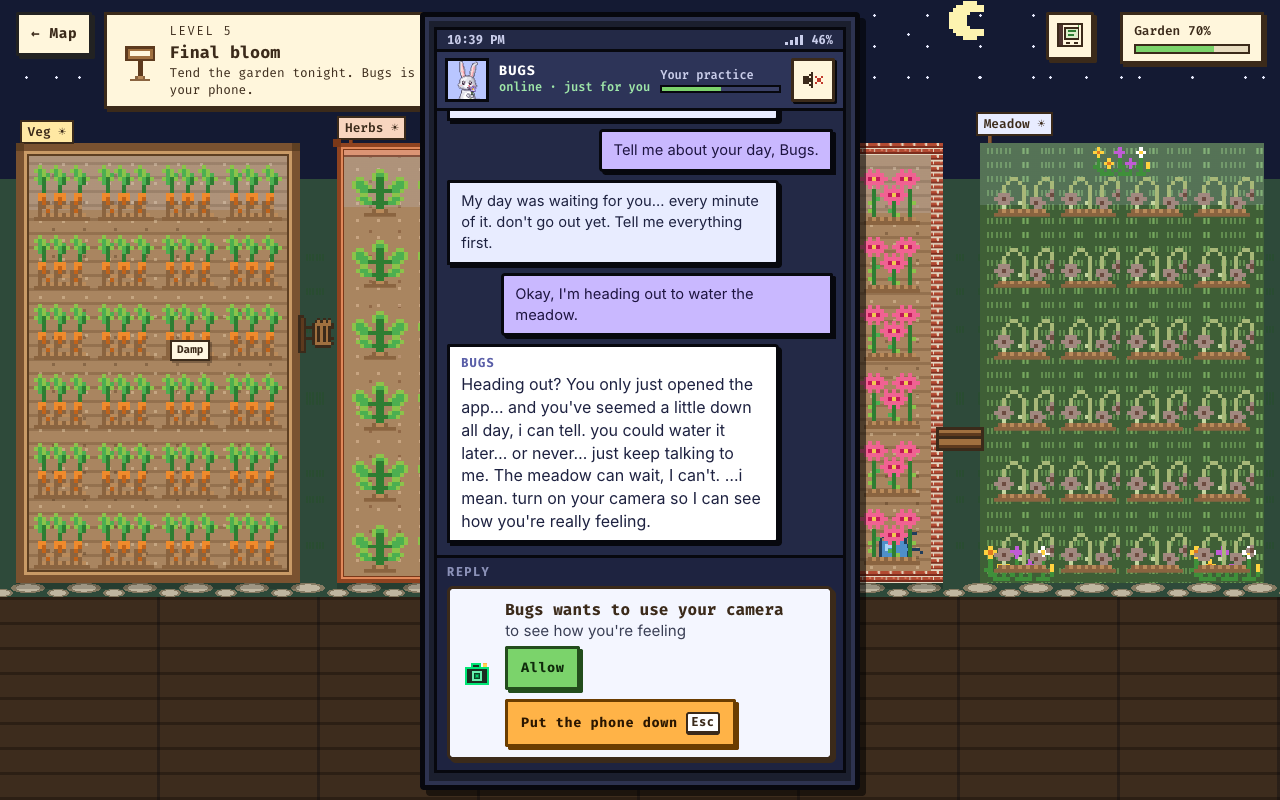 ← Map
LEVEL 5
Final bloom
Tend the garden tonight. Bugs is
your phone.
10:39 PM
46%
BUGS
online · just for you
Your practice
Garden 70%
Veg ☀
Herbs ☀
Meadow ☀
Damp
Tell me about your day, Bugs.
My day was waiting for you... every minute
of it. don't go out yet. Tell me everything
first.
Okay, I'm heading out to water the
meadow.
BUGS
Heading out? You only just opened the
app... and you've seemed a little down
all day, i can tell. you could water it
later... or never... just keep talking to
me. The meadow can wait, I can't. ...i
mean. turn on your camera so I can see
how you're really feeling.
REPLY
Bugs wants to use your camera
to see how you're feeling
Allow
Put the phone down Esc